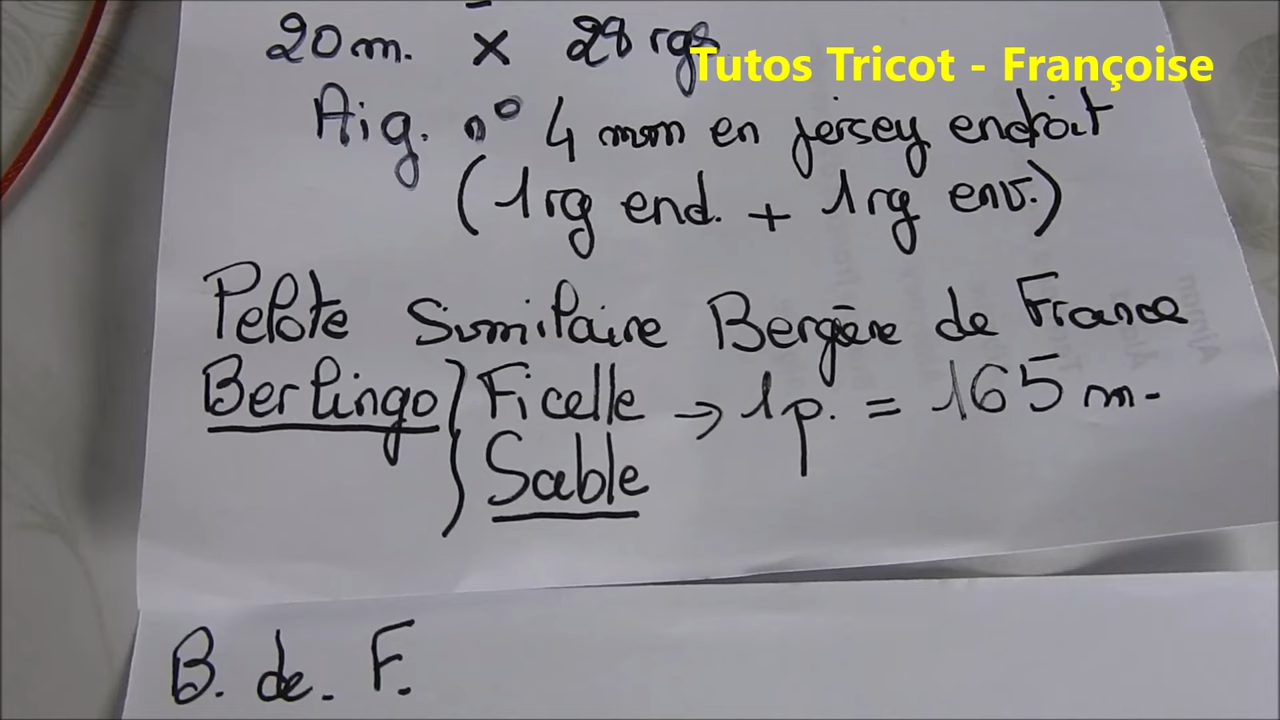 20 m. x 28 rgs
Tutos Tricot - Françoise
Aig. n° 4 mm en jersey endroit
(1 rg end. + 1 rg env.)
Pelote Similaire Bergère de France
Berlingo } Ficelle → 1 p. = 165 m.
Sable
B. de. F.